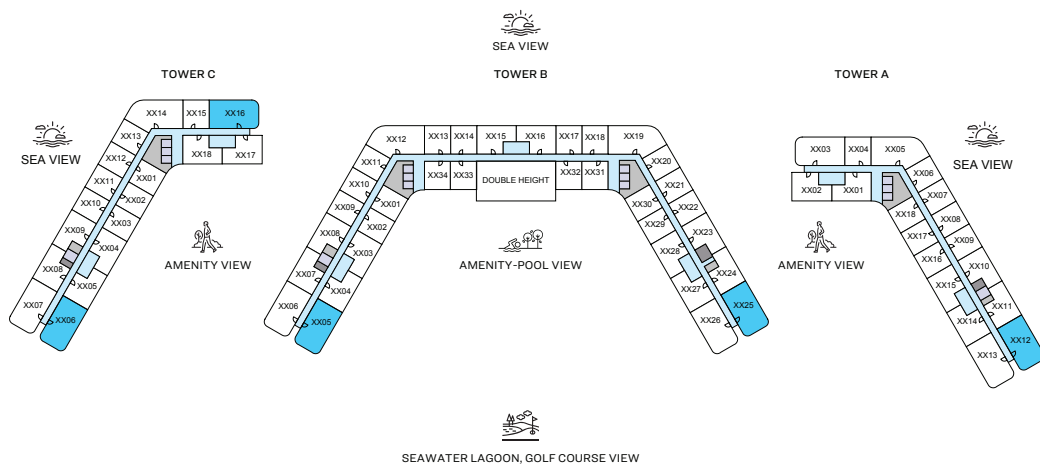 SEA VIEW
TOWER C
TOWER B
TOWER A
SEA VIEW
SEA VIEW
XX14
XX15
XX16
XX13
XX12
XX11
XX10
XX09
XX08
XX07
XX06
XX05
XX04
XX03
XX02
XX01
XX18
XX17
AMENITY VIEW
XX12
XX13
XX14
XX15
XX16
XX17
XX18
XX19
XX11
XX10
XX09
XX08
XX07
XX06
XX05
XX04
XX03
XX02
XX01
XX34
XX33
DOUBLE HEIGHT
XX32
XX31
XX20
XX21
XX22
XX23
XX24
XX25
XX26
XX27
XX28
XX29
XX30
AMENITY-POOL VIEW
AMENITY VIEW
XX03
XX04
XX05
XX02
XX01
XX06
XX07
XX08
XX09
XX10
XX11
XX12
XX13
XX14
XX15
XX16
XX17
XX18
SEAWATER LAGOON, GOLF COURSE VIEW